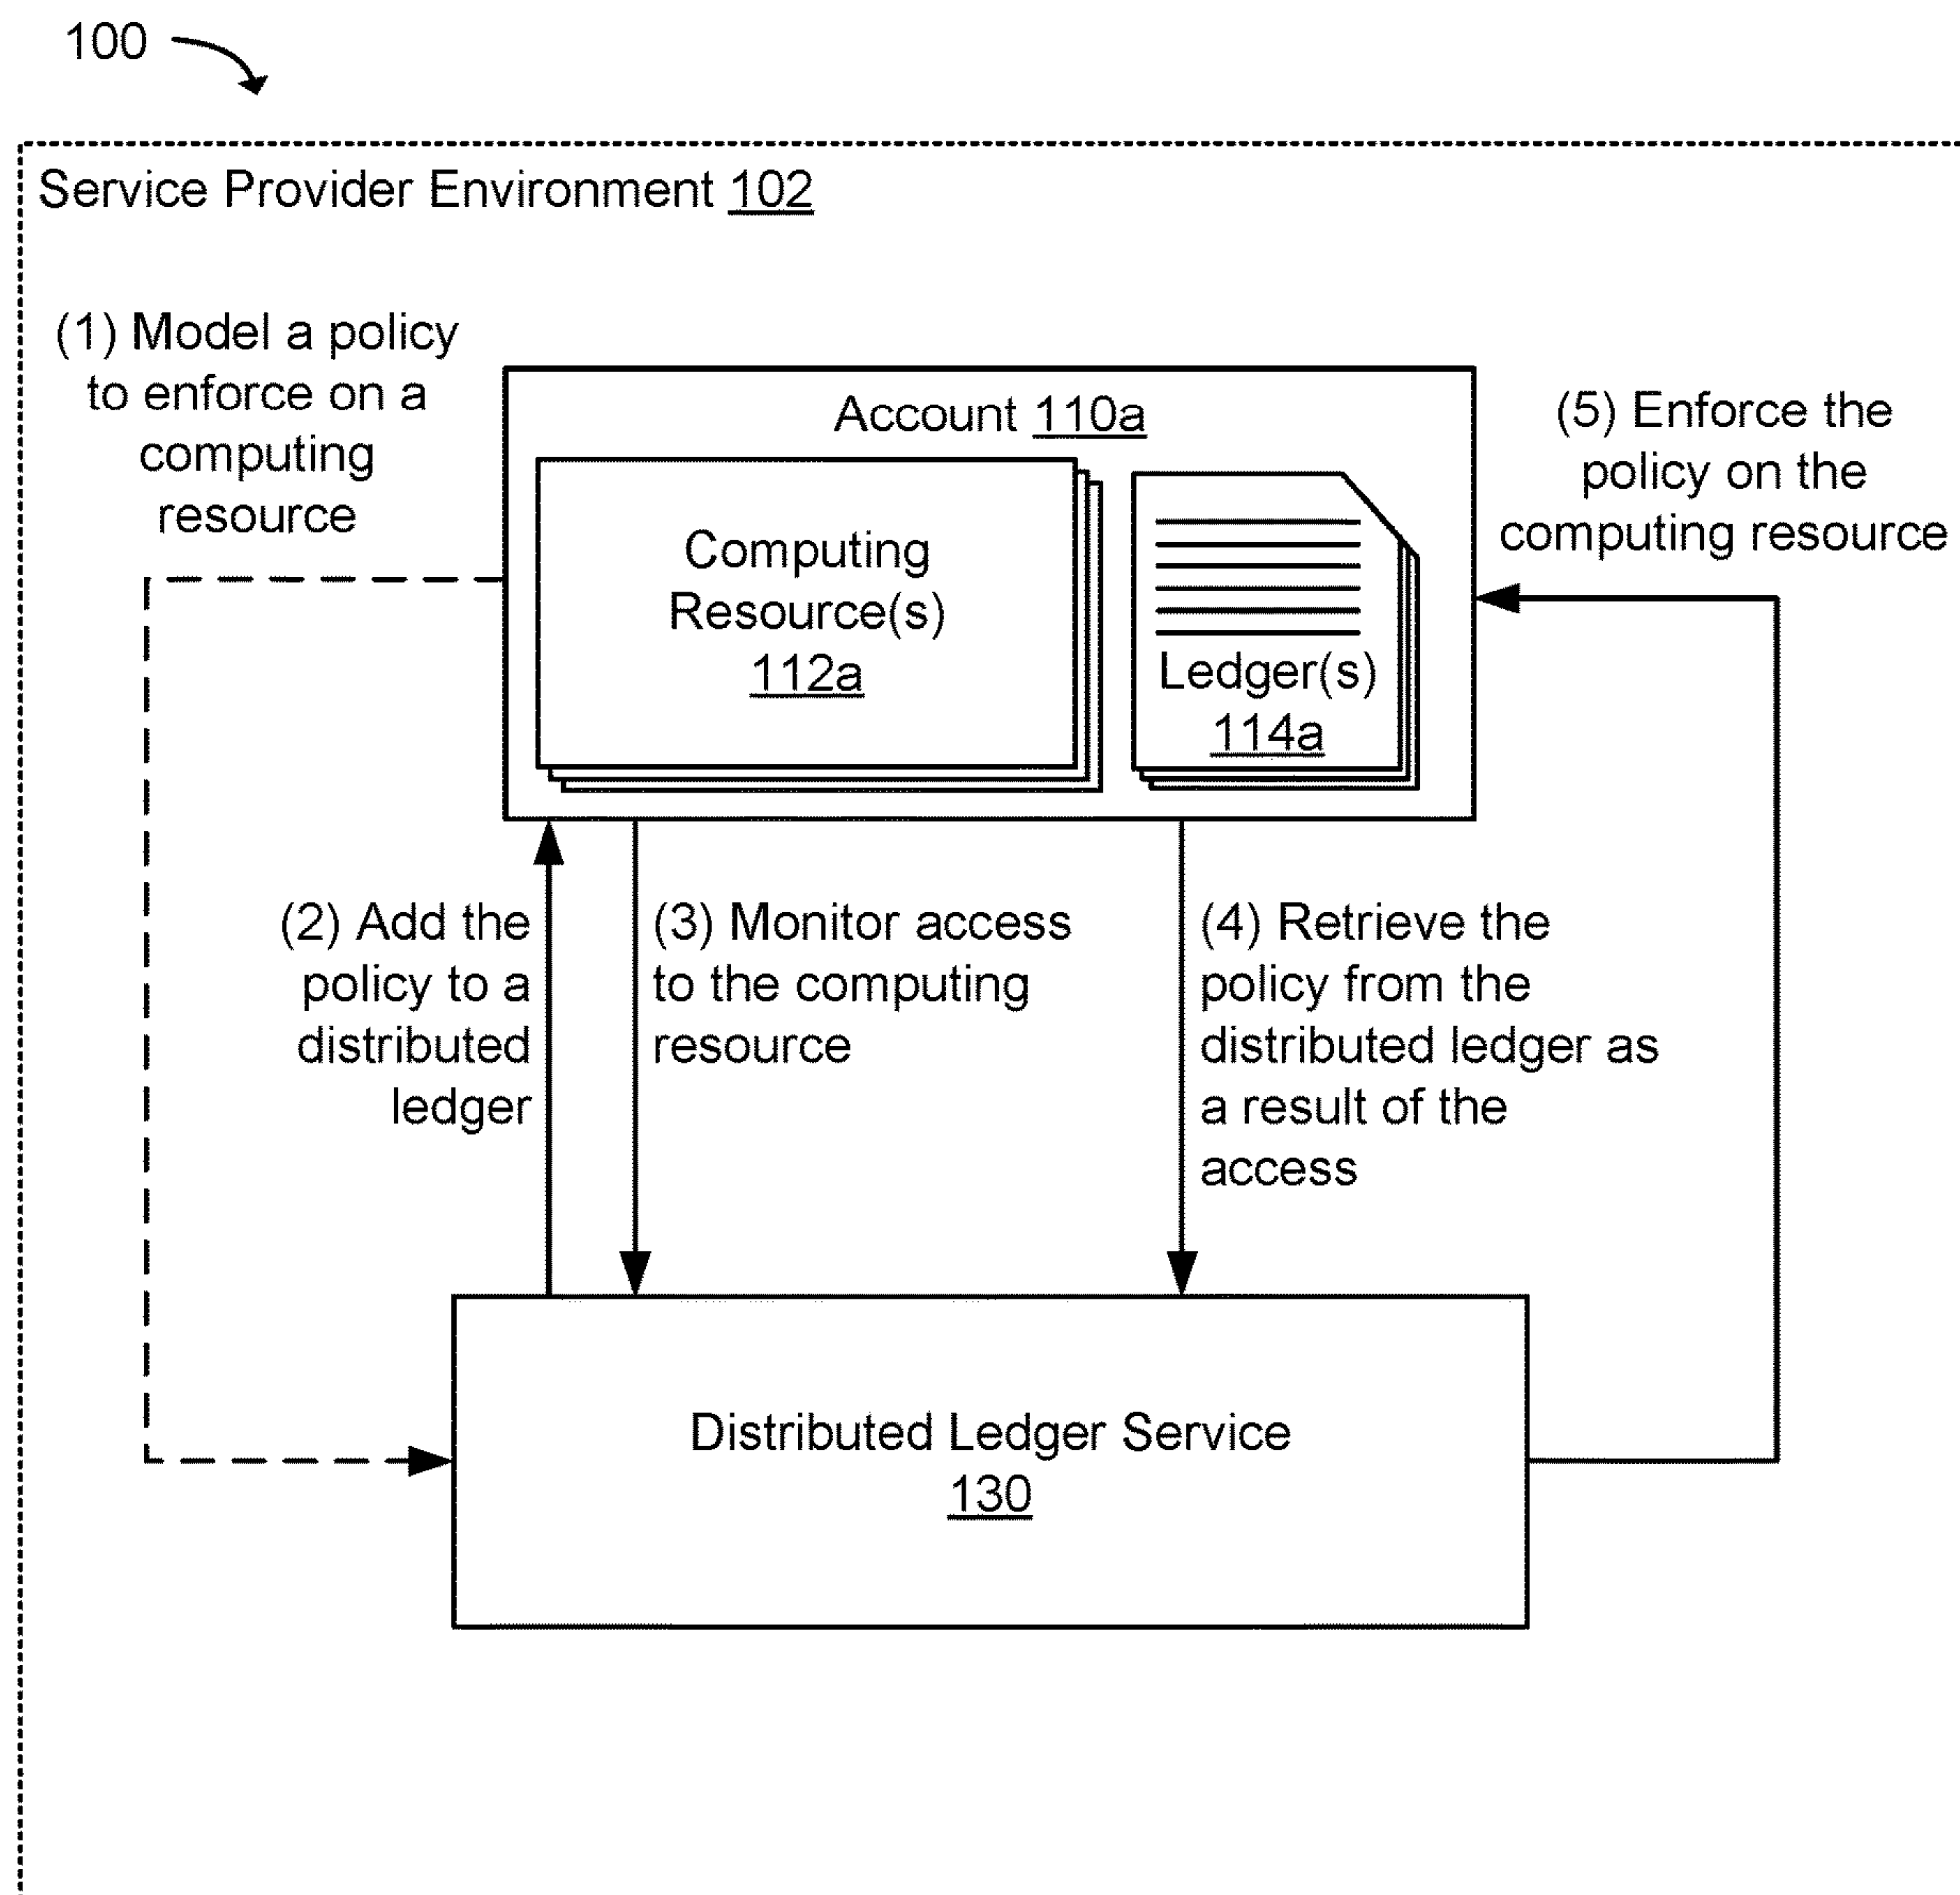 100
Service Provider Environment 102
(1) Model a policy
to enforce on a
computing
resource
Account 110a
Computing
Resource(s)
112a
Ledger(s)
114a
(5) Enforce the
policy on the
computing resource
(2) Add the
policy to a
distributed
ledger
(3) Monitor access
to the computing
resource
(4) Retrieve the
policy from the
distributed ledger as
a result of the
access
Distributed Ledger Service
130